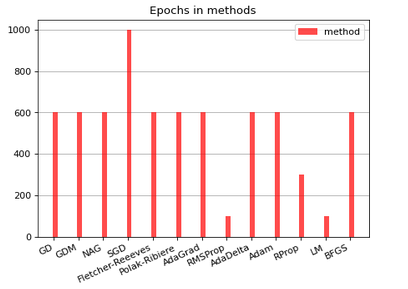 Epochs in methods
method
1000
800
600
400
200
0
GD
GDM
NAG
SGD
Fletcher-Reeeves
Polak-Ribiere
AdaGrad
RMSProp
AdaDelta
Adam
RProp
LM
BFGS